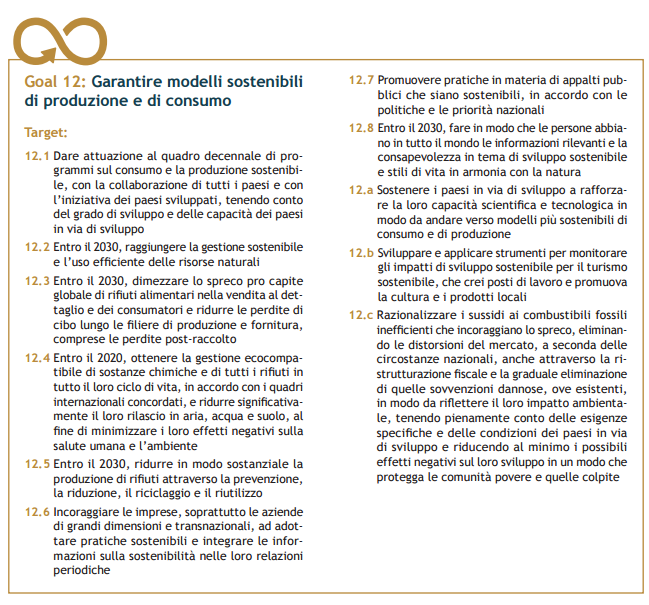 Goal 12: Garantire modelli sostenibili
di produzione e di consumo
Target:
12.1 Dare attuazione al quadro decennale di pro-
grammi sul consumo e la produzione sostenibi-
le, con la collaborazione di tutti i paesi e con
l'iniziativa dei paesi sviluppati, tenendo conto
del grado di sviluppo e delle capacità dei paesi
in via di sviluppo
12.2 Entro il 2030, raggiungere la gestione sostenibile
e l'uso efficiente delle risorse naturali
12.3 Entro il 2030, dimezzare lo spreco pro capite
globale di rifiuti alimentari nella vendita al det-
taglio e dei consumatori e ridurre le perdite di
cibo lungo le filiere di produzione e fornitura,
comprese le perdite post-raccolto
12.4 Entro il 2020, ottenere la gestione ecocompa-
tibile di sostanze chimiche e di tutti i rifiuti in
tutto il loro ciclo di vita, in accordo con i quadri
internazionali concordati, e ridurre significativa-
mente il loro rilascio in aria, acqua e suolo, al
fine di minimizzare i loro effetti negativi sulla
salute umana e l'ambiente
12.5 Entro il 2030, ridurre in modo sostanziale la
produzione di rifiuti attraverso la prevenzione,
la riduzione, il riciclaggio e il riutilizzo
12.6 Incoraggiare le imprese, soprattutto le aziende
di grandi dimensioni e transnazionali, ad adot-
tare pratiche sostenibili e integrare le infor-
mazioni sulla sostenibilità nelle loro relazioni
periodiche
12.7 Promuovere pratiche in materia di appalti pub-
blici che siano sostenibili, in accordo con le
politiche e le priorità nazionali
12.8 Entro il 2030, fare in modo che le persone abbia-
no in tutto il mondo le informazioni rilevanti e la
consapevolezza in tema di sviluppo sostenibile
e stili di vita in armonia con la natura
12.a Sostenere i paesi in via di sviluppo a rafforza-
re la loro capacità scientifica e tecnologica in
modo da andare verso modelli più sostenibili di
consumo e di produzione
12.b Sviluppare e applicare strumenti per monitorare
gli impatti di sviluppo sostenibile per il turismo
sostenibile, che crei posti di lavoro e promuova
la cultura e i prodotti locali
12.c Razionalizzare i sussidi ai combustibili fossili
inefficienti che incoraggiano lo spreco, eliminan-
do le distorsioni del mercato, a seconda delle
circostanze nazionali, anche attraverso la ri-
strutturazione fiscale e la graduale eliminazione
di quelle sovvenzioni dannose, ove esistenti,
in modo da riflettere il loro impatto ambienta-
le, tenendo pienamente conto delle esigenze
specifiche e delle condizioni dei paesi in via
di sviluppo e riducendo al minimo i possibili
effetti negativi sul loro sviluppo in un modo che
protegga le comunità povere e quelle colpite